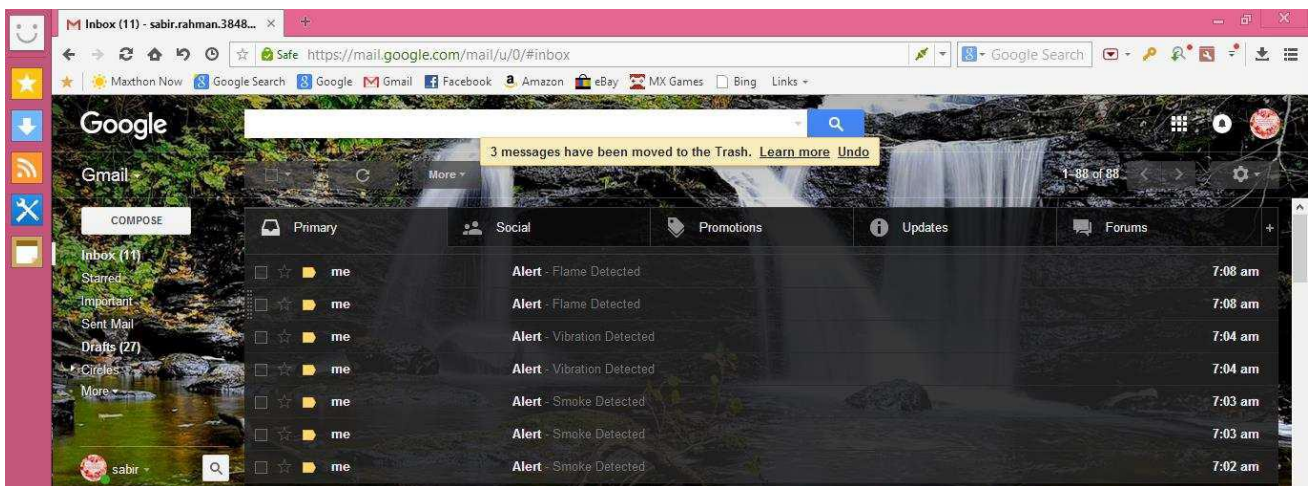 Inbox (11) - sabir.rahman.3848...
Safe https://mail.google.com/mail/u/0/#inbox
Google Search
Maxthon Now Google Search Google Gmail Facebook Amazon eBay MX Games Bing Links
Google
3 messages have been moved to the Trash. Learn more Undo
Gmail
More
1-88 of 88
COMPOSE
Primary Social Promotions Updates Forums
Inbox (11)
Starred
Important
Sent Mail
Drafts (27)
Circles
More
me Alert - Flame Detected 7:08 am
me Alert - Flame Detected 7:08 am
me Alert - Vibration Detected 7:04 am
me Alert - Vibration Detected 7:04 am
me Alert - Smoke Detected 7:03 am
me Alert - Smoke Detected 7:03 am
me Alert - Smoke Detected 7:02 am
sabir